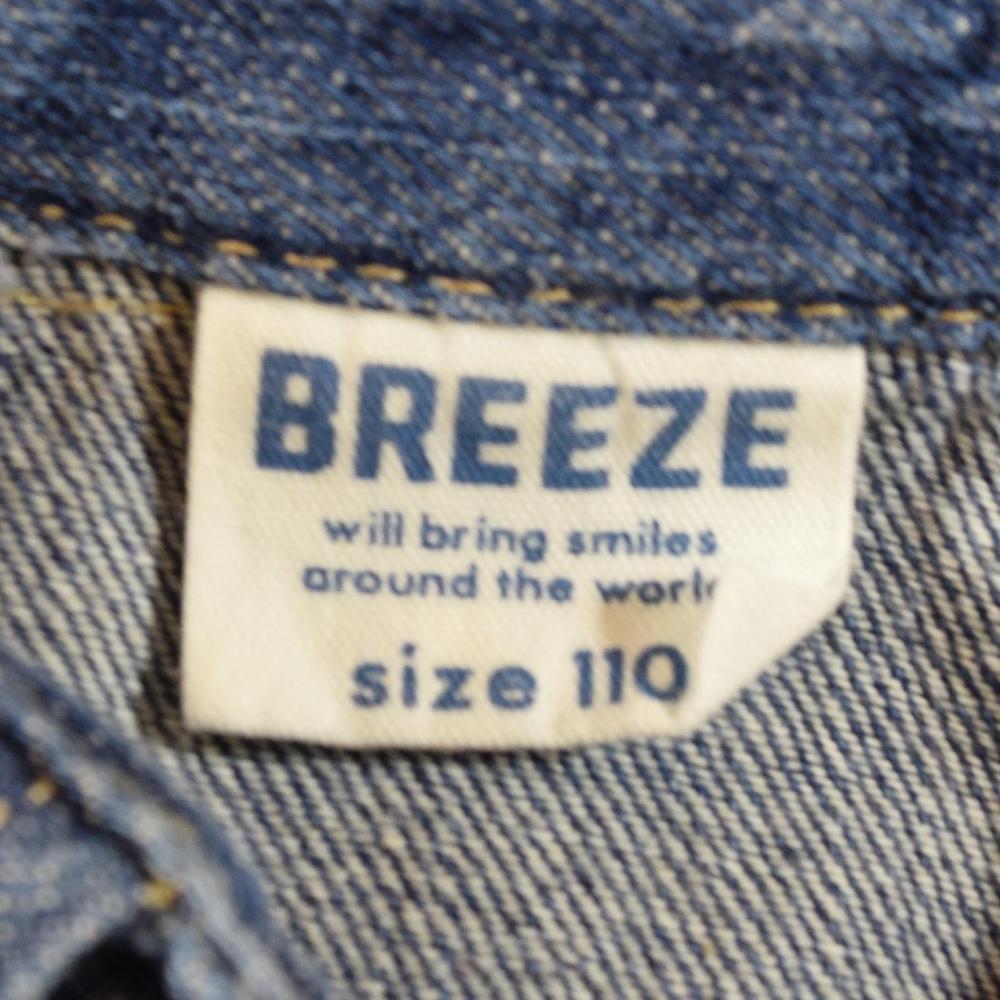 BREEZE
will bring smiles
around the worl
size 110